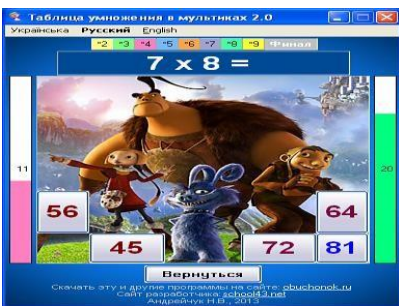 Таблица умножения в мультиках 2.0
Українська Русский English
*2 *3 *4 *5 *6 *7 *8 *9 Финал
7 x 8 =
11
20
56
64
45
72
81
Вернуться
Скачать эту и другие программы на сайте: obuchonok.ru
Сайт разработчика: school43.net
Андрейчук Н.В., 2013